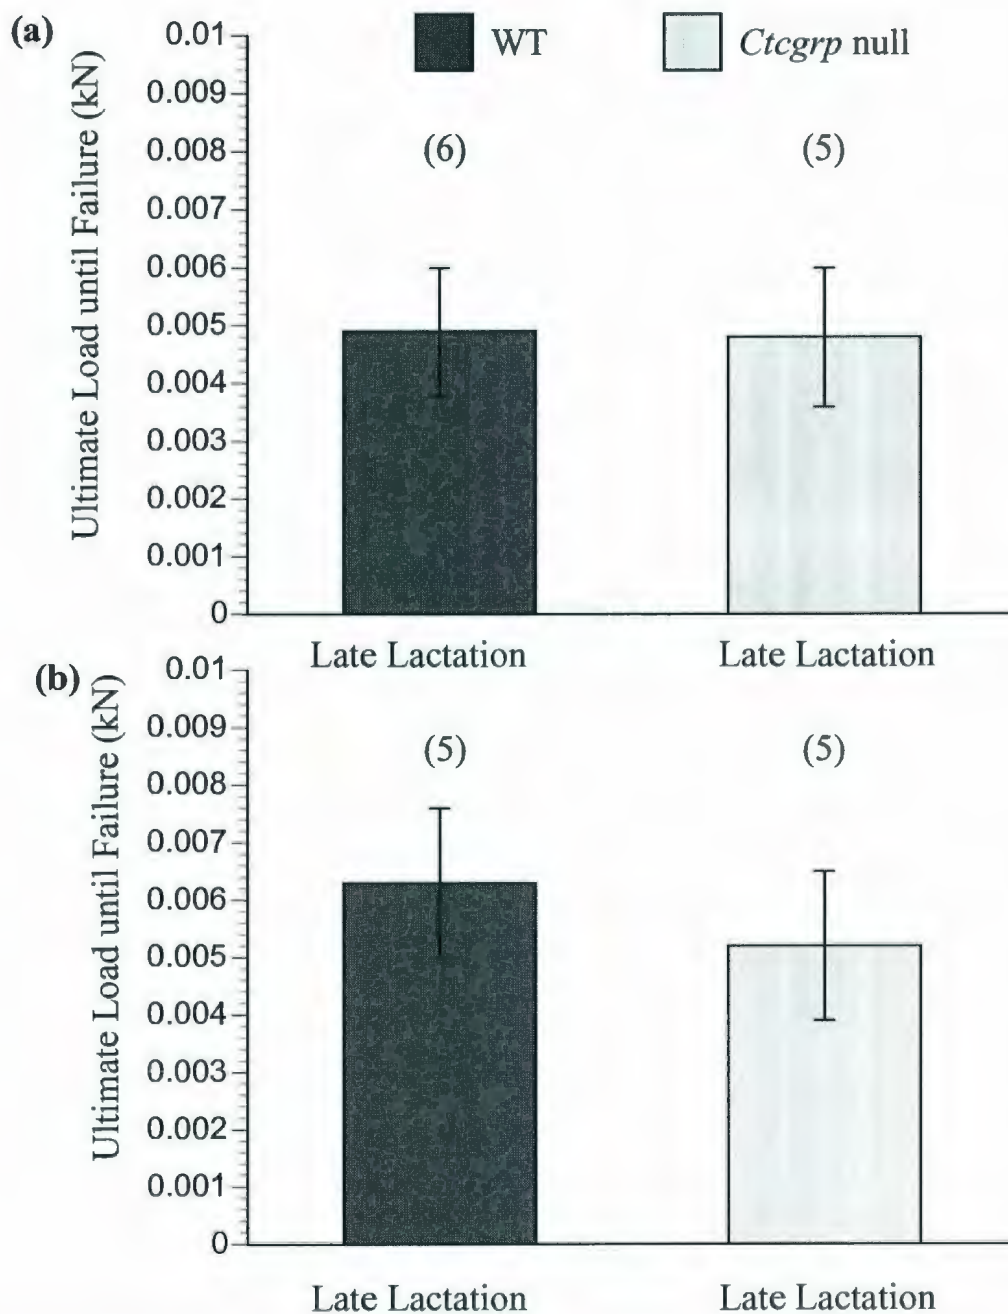 (a)
WT
Ctcgrp null
Ultimate Load until Failure (kN)
0.01
0.009
0.008
0.007
0.006
0.005
0.004
0.003
0.002
0.001
0
(6)
(5)
Late Lactation
Late Lactation
(b)
Ultimate Load until Failure (kN)
0.01
0.009
0.008
0.007
0.006
0.005
0.004
0.003
0.002
0.001
0
(5)
(5)
Late Lactation
Late Lactation